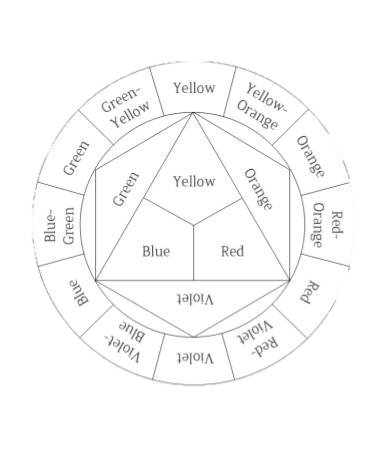 Yellow
Yellow-
Orange
Orange
Red-
Orange
Red
Red-
Violet
Violet
Violet-
Blue
Blue
Blue-
Green
Green
Green-
Yellow
Green
Yellow
Orange
Blue
Red
Violet